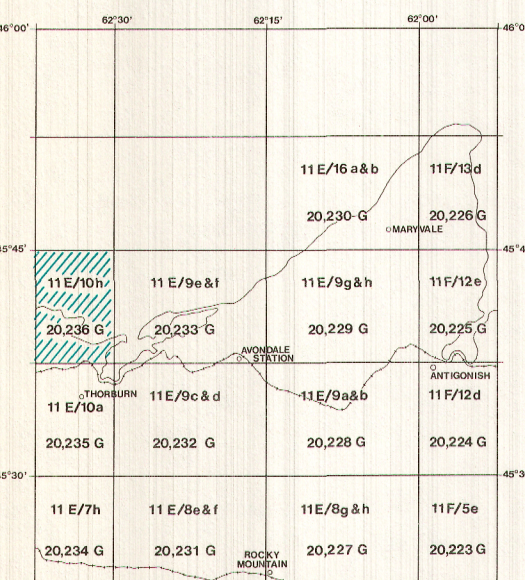 62°30'
62°15'
62°00'
46°00'
46°0
11 E/16 a & b
11 F/13 d
20,230-G
20,226 G
MARYVALE
45°45'
45°4
11 E/10h
11 E/9e & f
11 E/9g & h
11 F/12e
20,236 G
20,233 G
20,229 G
20,225 G
AVONDALE
STATION
ANTIGONISH
THORBURN
11 E/10a
11 E/9c & d
11 E/9a & b
11 F/12d
20,235 G
20,232 G
20,228 G
20,224 G
45°30'
45°3
11 E/7h
11 E/8e & f
11 E/8g & h
11 F/5e
20,234 G
20,231 G
20,227 G
20,223 G
ROCKY
MOUNTAIN